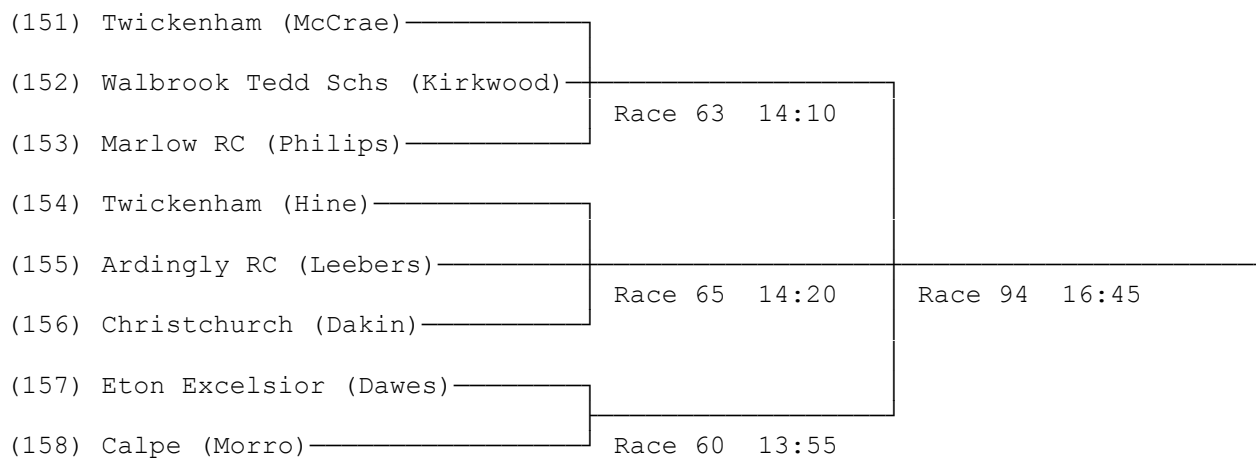 (151) Twickenham (McCrae)
(152) Walbrook Tedd Schs (Kirkwood)
Race 63 14:10
(153) Marlow RC (Philips)
(154) Twickenham (Hine)
(155) Ardingly RC (Leebers)
Race 65 14:20 Race 94 16:45
(156) Christchurch (Dakin)
(157) Eton Excelsior (Dawes)
(158) Calpe (Morro) Race 60 13:55